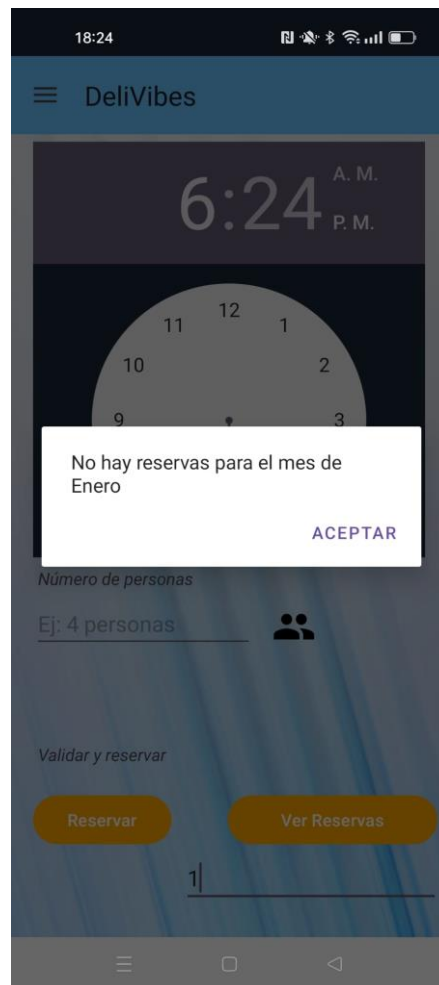 18:24
DeliVibes
6:24
A. M.
P. M.
12
11
1
10
2
9
3
No hay reservas para el mes de
Enero
ACEPTAR
Número de personas
Ej: 4 personas
Validar y reservar
Reservar
Ver Reservas
1